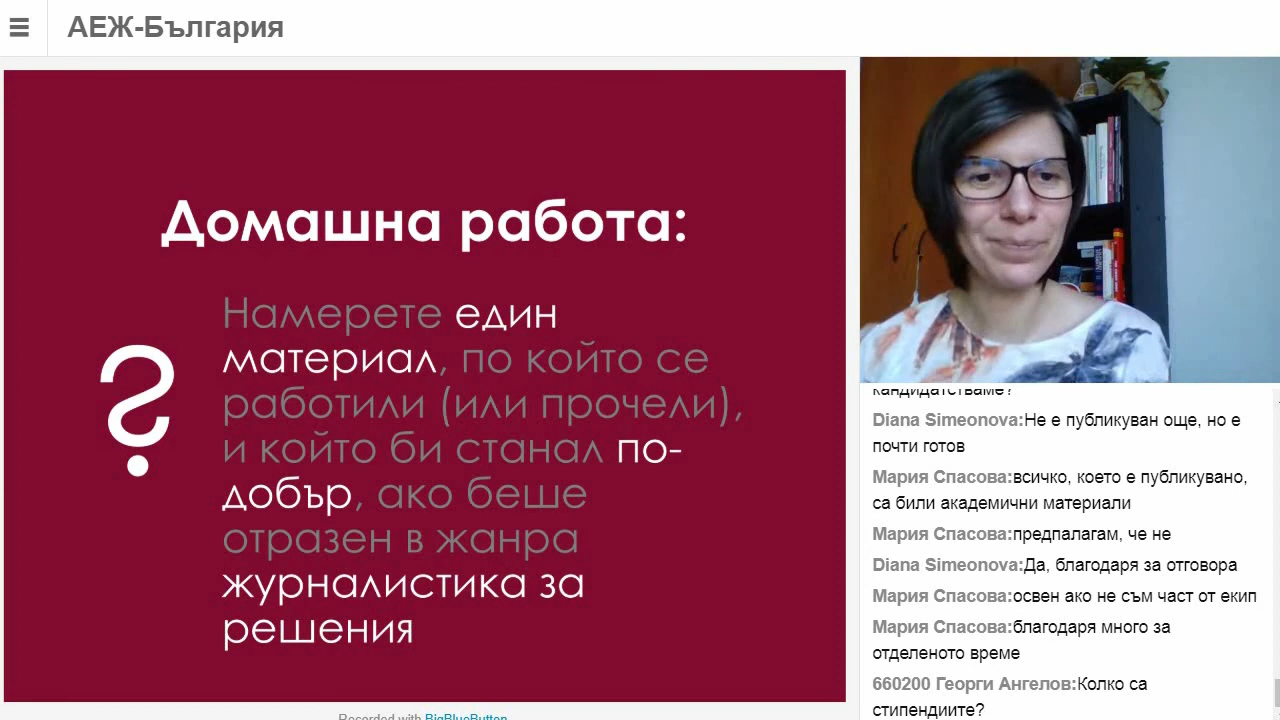 АЕЖ-България
Домашна работа:
?
Намерете един
материал, по който се
работили (или прочели),
и който би станал по-
добър, ако беше
отразен в жанра
журналистика за
решения
Recorded with BigBlueButton
кандидатстваме?
Diana Simeonova:Не е публикуван още, но е
почти готов
Мария Спасова:всичко, което е публикувано,
са били академични материали
Мария Спасова:предпалагам, че не
Diana Simeonova:Да, благодаря за отговора
Мария Спасова:освен ако не съм част от екип
Мария Спасова:благодаря много за
отделеното време
660200 Георги Ангелов:Колко са
стипендиите?